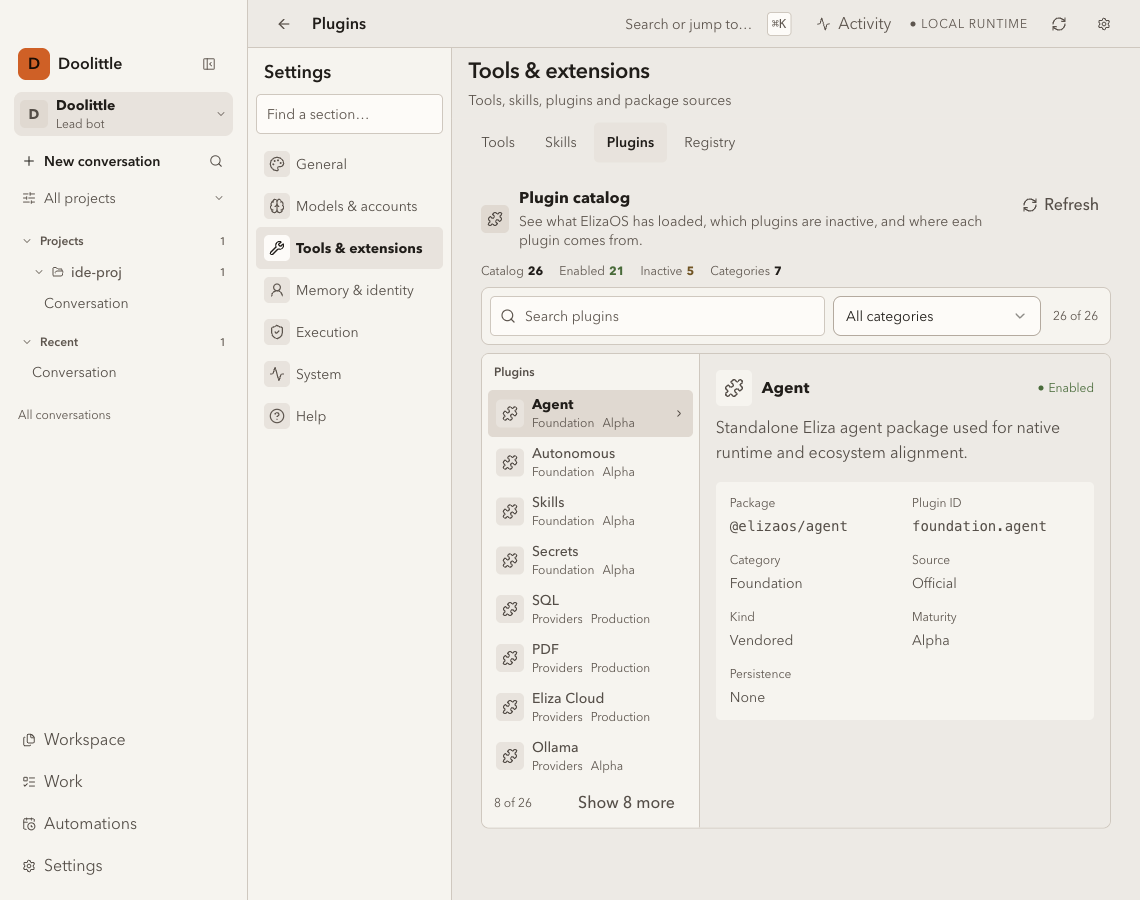 D
Doolittle
D
Doolittle
Lead bot
New conversation
All projects
Projects
1
ide-proj
1
Conversation
Recent
1
Conversation
All conversations
Workspace
Work
Automations
Settings
Plugins
Search or jump to…
⌘K
Activity
LOCAL RUNTIME
Settings
Find a section…
General
Models & accounts
Tools & extensions
Memory & identity
Execution
System
Help
Tools & extensions
Tools, skills, plugins and package sources
Tools
Skills
Plugins
Registry
Plugin catalog
See what ElizaOS has loaded, which plugins are inactive, and where each
plugin comes from.
Refresh
Catalog 26
Enabled 21
Inactive 5
Categories 7
Search plugins
All categories
26 of 26
Plugins
Agent
Foundation Alpha
Autonomous
Foundation Alpha
Skills
Foundation Alpha
Secrets
Foundation Alpha
SQL
Providers Production
PDF
Providers Production
Eliza Cloud
Providers Production
Ollama
Providers Alpha
8 of 26
Show 8 more
Agent
Enabled
Standalone Eliza agent package used for native
runtime and ecosystem alignment.
Package
@elizaos/agent
Plugin ID
foundation.agent
Category
Foundation
Source
Official
Kind
Vendored
Maturity
Alpha
Persistence
None